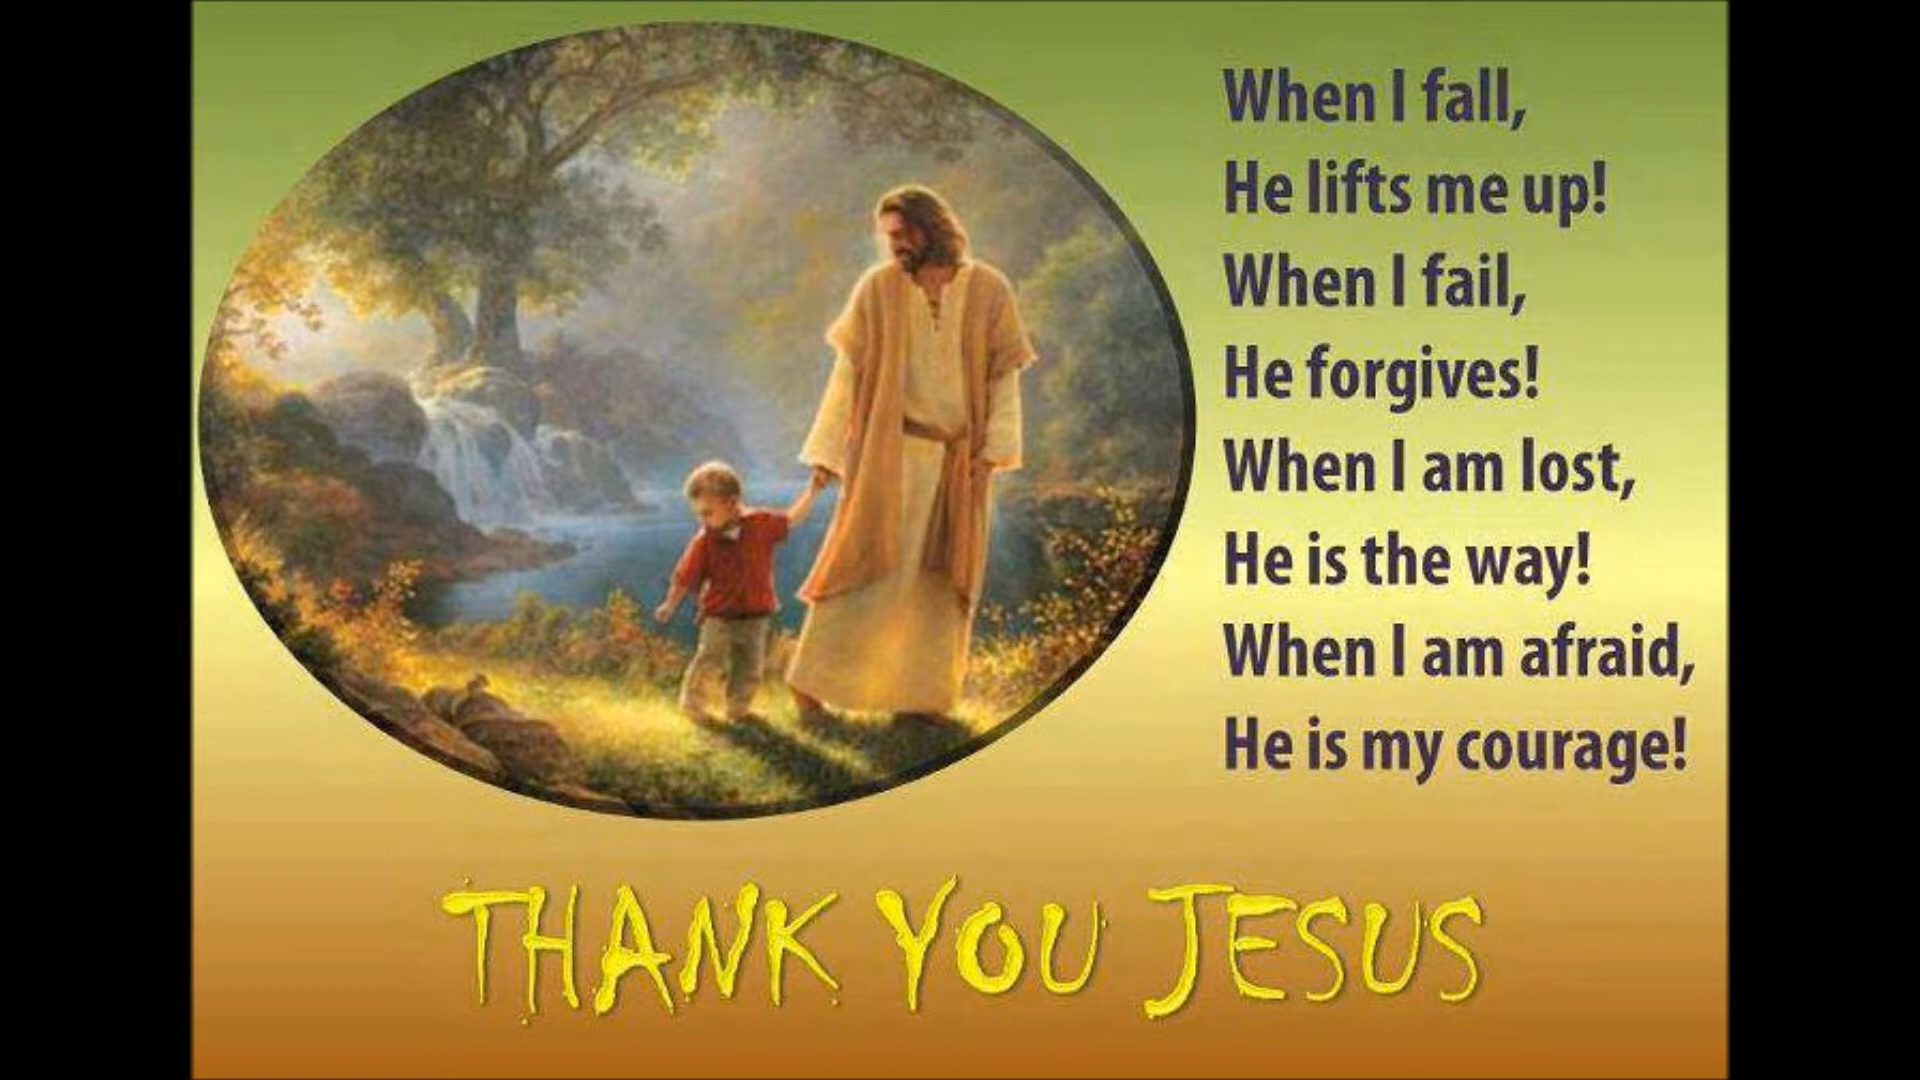 When I fall,
He lifts me up!
When I fail,
He forgives!
When I am lost,
He is the way!
When I am afraid,
He is my courage!
THANK YOU JESUS